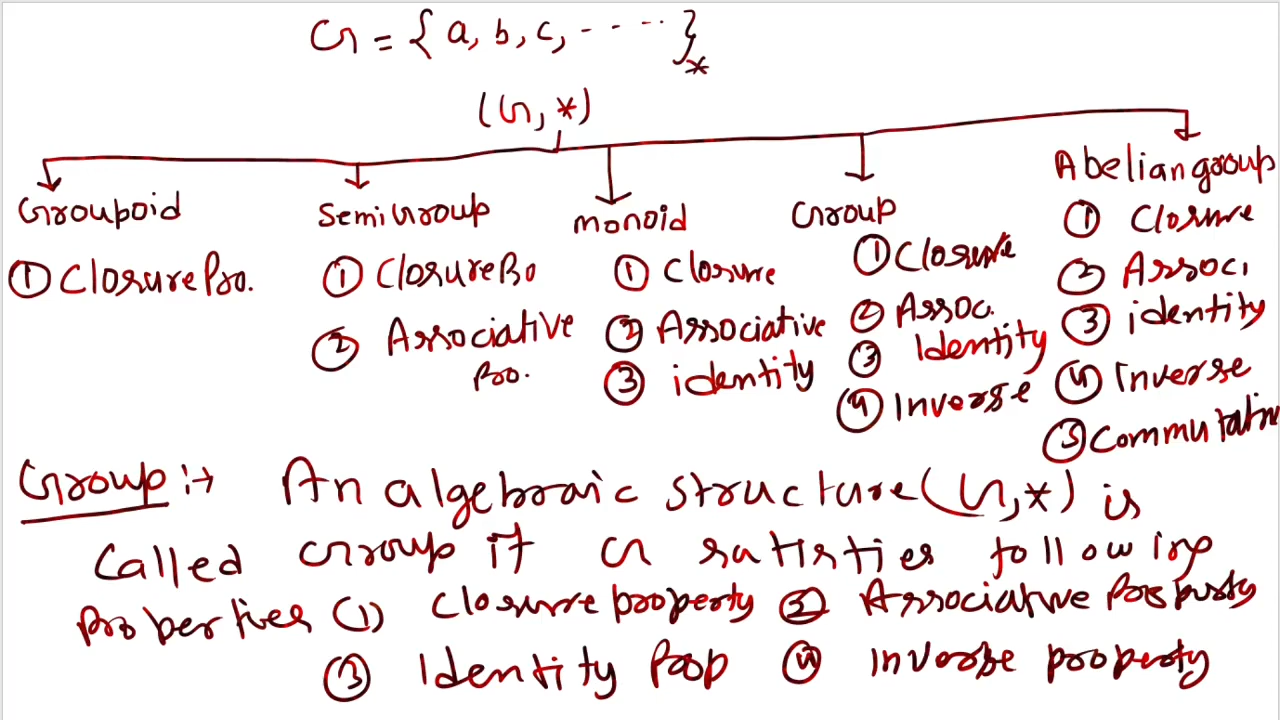 G = { a, b, c, ----- }*
(G, *)
Groupoid
① Closure Pro.
Semi Group
① Closure Pro
② Associative
Pro.
monoid
① Closure
② Associative
③ identity
Group
① Closure
② Assoc.
③ Identity
④ Inverse
Abelian group
① Closure
② Assoc.
③ identity
④ Inverse
⑤ Commutativ
Group :→ An algebraic structure (G, *) is
called Group if G satisties following
properties (1) Closure property ② Associative Property
③ Identity Prop ④ inverse property